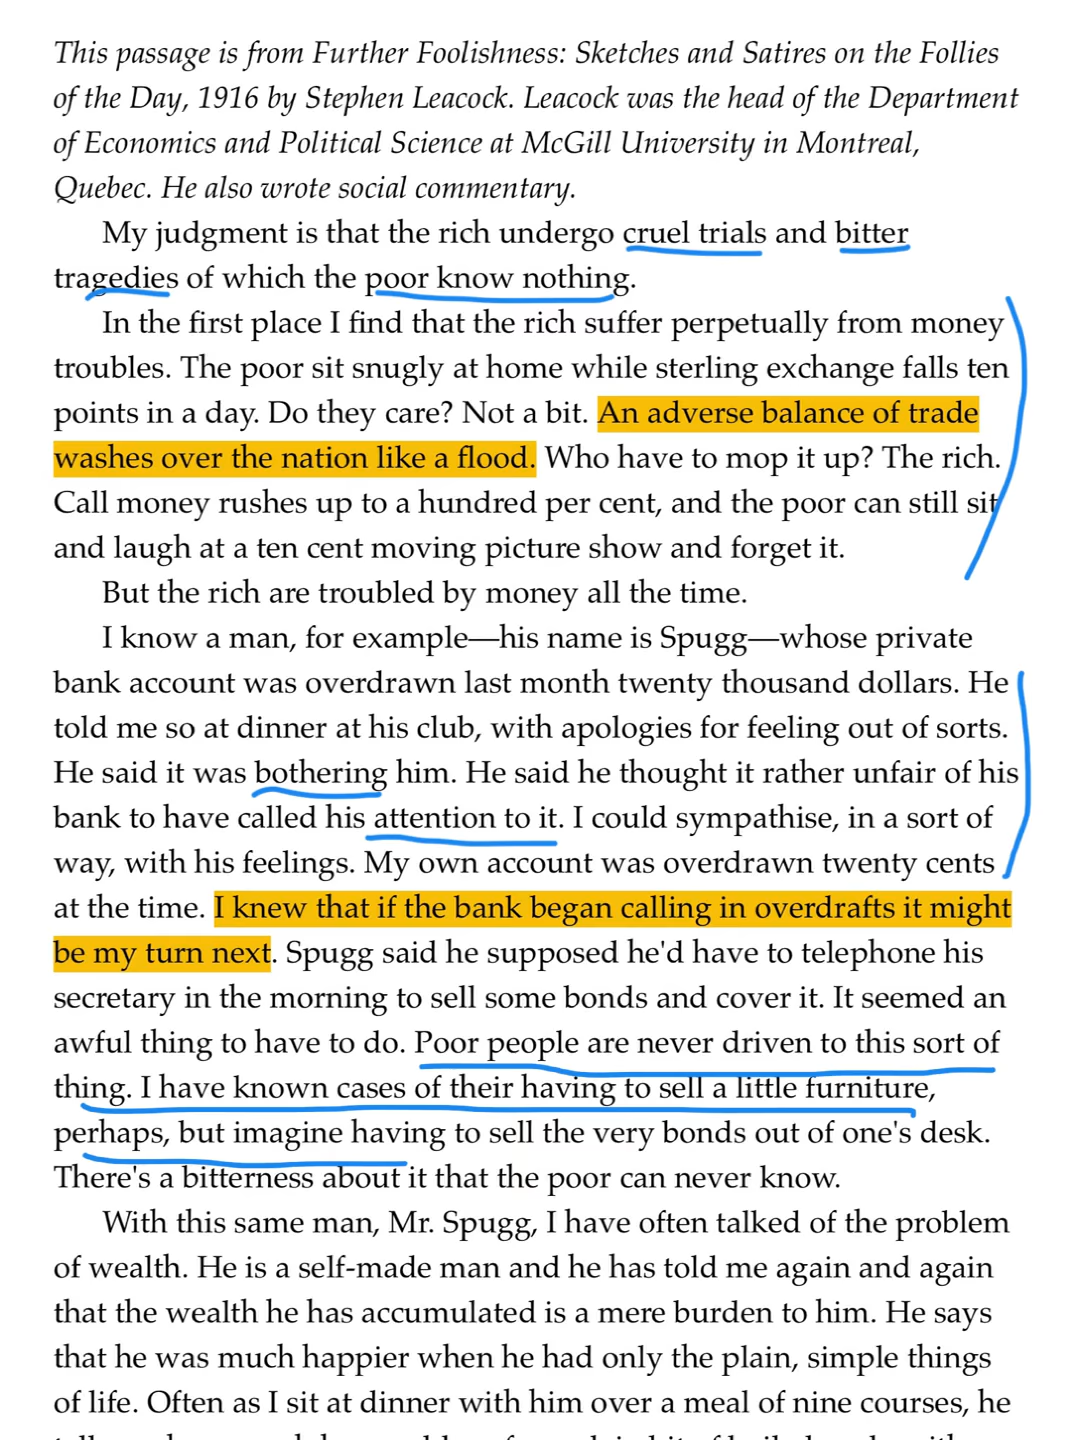 This passage is from Further Foolishness: Sketches and Satires on the Follies
of the Day, 1916 by Stephen Leacock. Leacock was the head of the Department
of Economics and Political Science at McGill University in Montreal,
Quebec. He also wrote social commentary.
My judgment is that the rich undergo cruel trials and bitter
tragedies of which the poor know nothing.
In the first place I find that the rich suffer perpetually from money
troubles. The poor sit snugly at home while sterling exchange falls ten
points in a day. Do they care? Not a bit. An adverse balance of trade
washes over the nation like a flood. Who have to mop it up? The rich.
Call money rushes up to a hundred per cent, and the poor can still sit
and laugh at a ten cent moving picture show and forget it.
But the rich are troubled by money all the time.
I know a man, for example—his name is Spugg—whose private
bank account was overdrawn last month twenty thousand dollars. He
told me so at dinner at his club, with apologies for feeling out of sorts.
He said it was bothering him. He said he thought it rather unfair of his
bank to have called his attention to it. I could sympathise, in a sort of
way, with his feelings. My own account was overdrawn twenty cents
at the time. I knew that if the bank began calling in overdrafts it might
be my turn next. Spugg said he supposed he'd have to telephone his
secretary in the morning to sell some bonds and cover it. It seemed an
awful thing to have to do. Poor people are never driven to this sort of
thing. I have known cases of their having to sell a little furniture,
perhaps, but imagine having to sell the very bonds out of one's desk.
There's a bitterness about it that the poor can never know.
With this same man, Mr. Spugg, I have often talked of the problem
of wealth. He is a self-made man and he has told me again and again
that the wealth he has accumulated is a mere burden to him. He says
that he was much happier when he had only the plain, simple things
of life. Often as I sit at dinner with him over a meal of nine courses, he